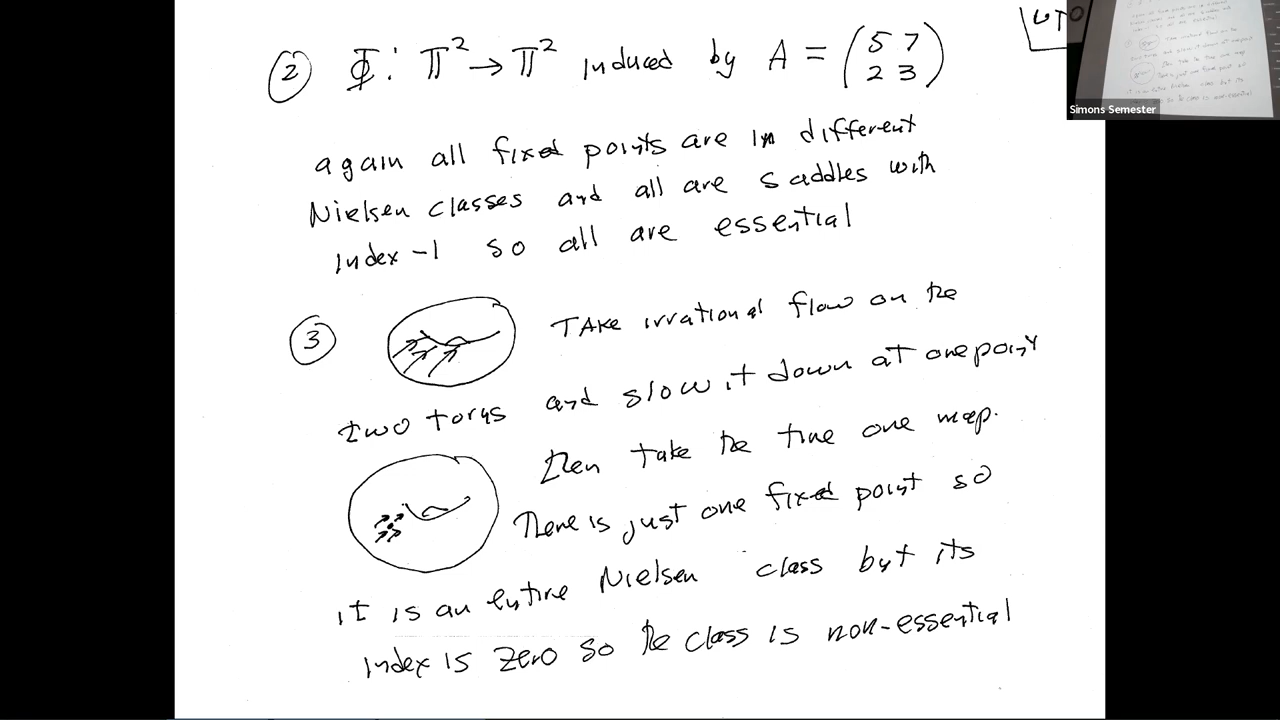 ② Φ: 𝕋² → 𝕋² induced by A = (5 7
2 3)
again all fixed points are in different
Nielsen classes and all are saddles with
index -1 so all are essential
③ TAKE irrational flow on the
two torus and slow it down at one point
then take the time one map.
There is just one fixed point so
it is an entire Nielsen class but its
index is zero so the class is non-essential
Simons Semester